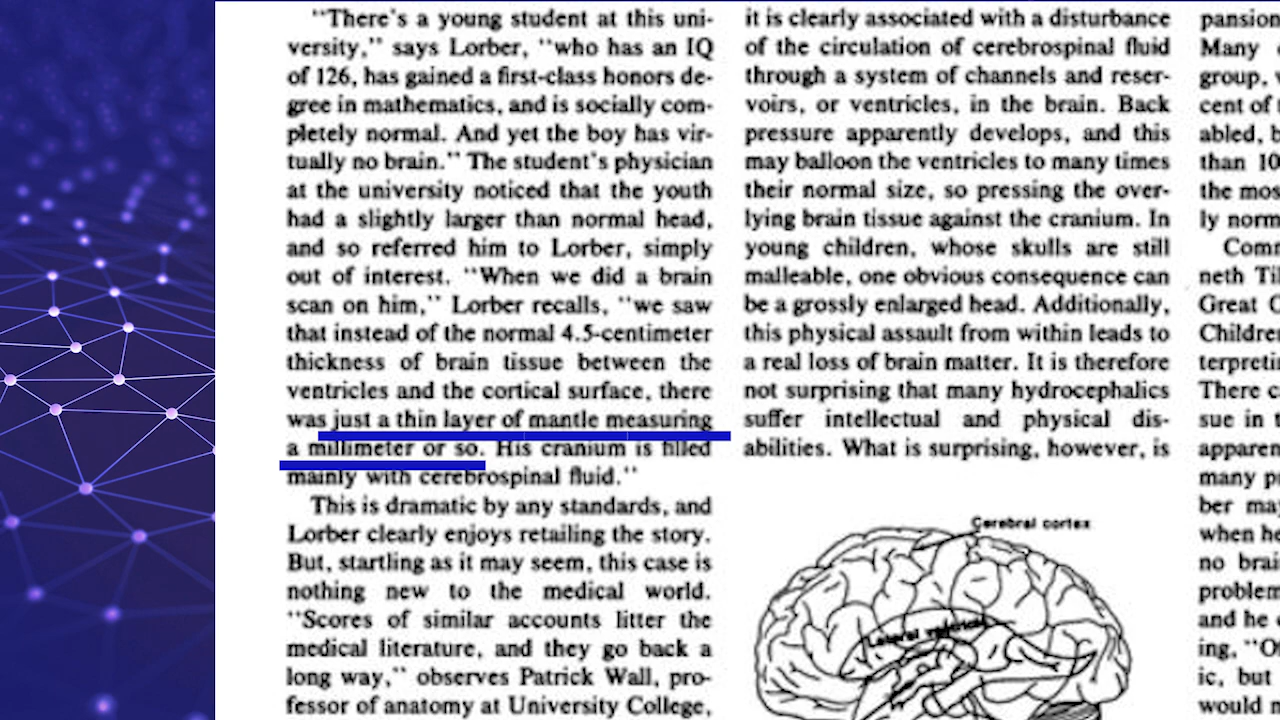 "There's a young student at this uni-
versity," says Lorber, "who has an IQ
of 126, has gained a first-class honors de-
gree in mathematics, and is socially com-
pletely normal. And yet the boy has vir-
tually no brain." The student's physician
at the university noticed that the youth
had a slightly larger than normal head,
and so referred him to Lorber, simply
out of interest. "When we did a brain
scan on him," Lorber recalls, "we saw
that instead of the normal 4.5-centimeter
thickness of brain tissue between the
ventricles and the cortical surface, there
was just a thin layer of mantle measuring
a millimeter or so. His cranium is filled
mainly with cerebrospinal fluid."
This is dramatic by any standards, and
Lorber clearly enjoys retailing the story.
But, startling as it may seem, this case is
nothing new to the medical world.
"Scores of similar accounts litter the
medical literature, and they go back a
long way," observes Patrick Wall, pro-
fessor of anatomy at University College,
it is clearly associated with a disturbance
of the circulation of cerebrospinal fluid
through a system of channels and reser-
voirs, or ventricles, in the brain. Back
pressure apparently develops, and this
may balloon the ventricles to many times
their normal size, so pressing the over-
lying brain tissue against the cranium. In
young children, whose skulls are still
malleable, one obvious consequence can
be a grossly enlarged head. Additionally,
this physical assault from within leads to
a real loss of brain matter. It is therefore
not surprising that many hydrocephalics
suffer intellectual and physical dis-
abilities. What is surprising, however, is
Cerebral cortex
Lateral ventricle
pansion
Many
group,
cent of
abled,
than 10
the mos
ly norm
Comm
neth Ti
Great
Childre
terpreti
There c
sue in
apparen
many p
ber ma
when he
no brai
problem
and he
ing, "O
ic, but
would n